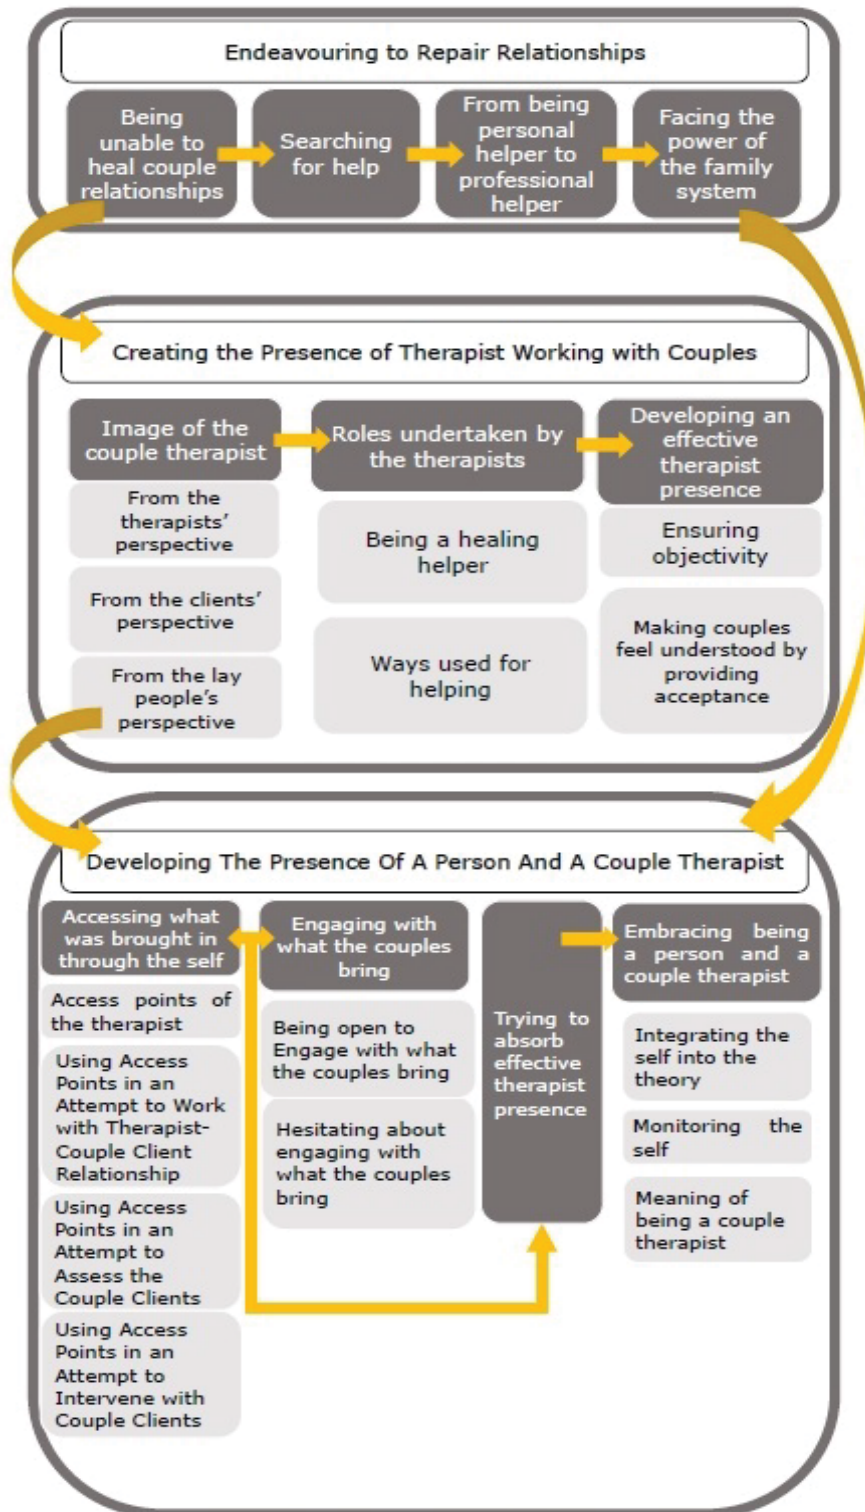 Endeavouring to Repair Relationships
Being
unable to
heal couple
relationships
Searching
for help
From being
personal
helper to
professional
helper
Facing the
power of
the family
system
Creating the Presence of Therapist Working with Couples
Image of the
couple therapist
From the
therapists'
perspective
From the clients'
perspective
From the lay
people's
perspective
Roles undertaken by
the therapists
Being a healing
helper
Ways used for
helping
Developing an
effective
therapist
presence
Ensuring
objectivity
Making couples
feel understood by
providing
acceptance
Developing The Presence Of A Person And A Couple Therapist
Accessing what
was brought in
through the self
Access points of
the therapist
Using Access
Points in an
Attempt to Work
with Therapist-
Couple Client
Relationship
Using Access
Points in an
Attempt to
Assess the
Couple Clients
Using Access
Points in an
Attempt to
Intervene with
Couple Clients
Engaging with
what the couples
bring
Being open to
Engage with what
the couples bring
Hesitating about
engaging with
what the couples
bring
Trying to
absorb
effective
therapist
presence
Embracing being
a person and a
couple therapist
Integrating the
self into the
theory
Monitoring the
self
Meaning of
being a couple
therapist